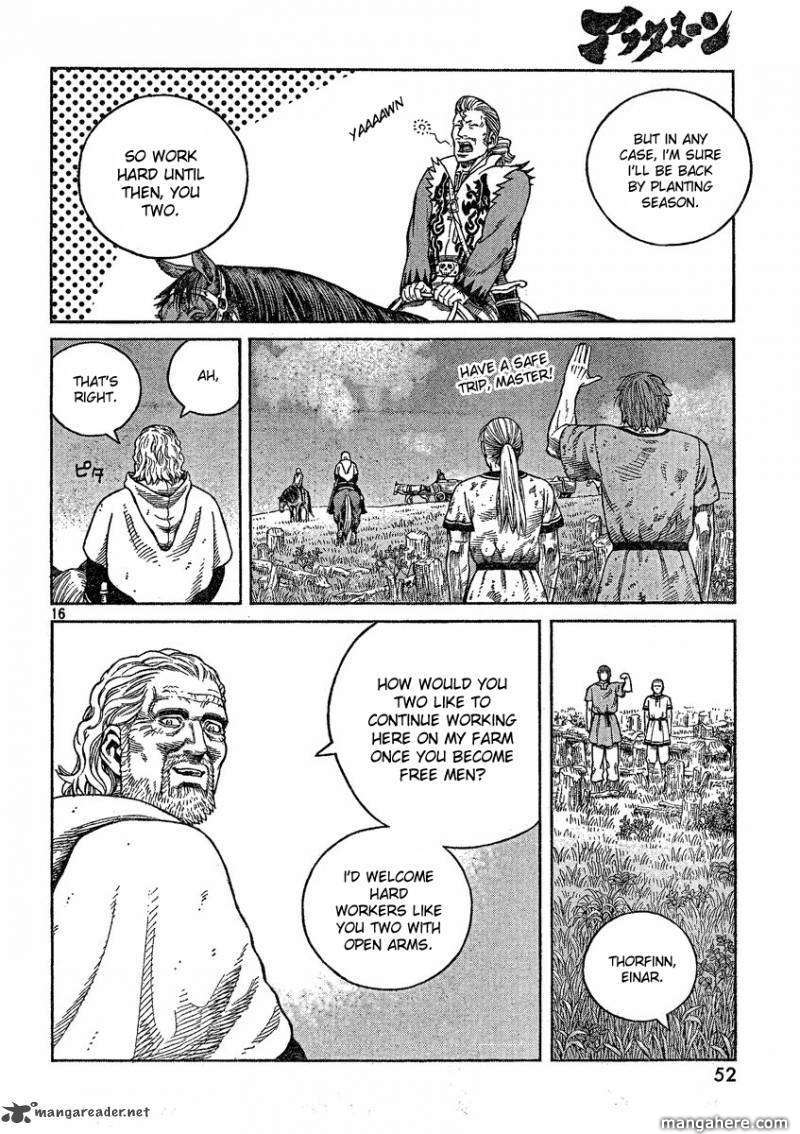 アフタヌーン
BUT IN ANY
CASE, I'M SURE
I'LL BE BACK
BY PLANTING
SEASON.
YAAAAWN
SO WORK
HARD UNTIL
THEN, YOU
TWO.
HAVE A SAFE
TRIP, MASTER!
AH,
THAT'S
RIGHT.
ピタ
16
THORFINN,
EINAR.
HOW WOULD YOU
TWO LIKE TO
CONTINUE WORKING
HERE ON MY FARM
ONCE YOU BECOME
FREE MEN?
I'D WELCOME
HARD
WORKERS LIKE
YOU TWO WITH
OPEN ARMS.
52
mangareader.net
mangahere.com